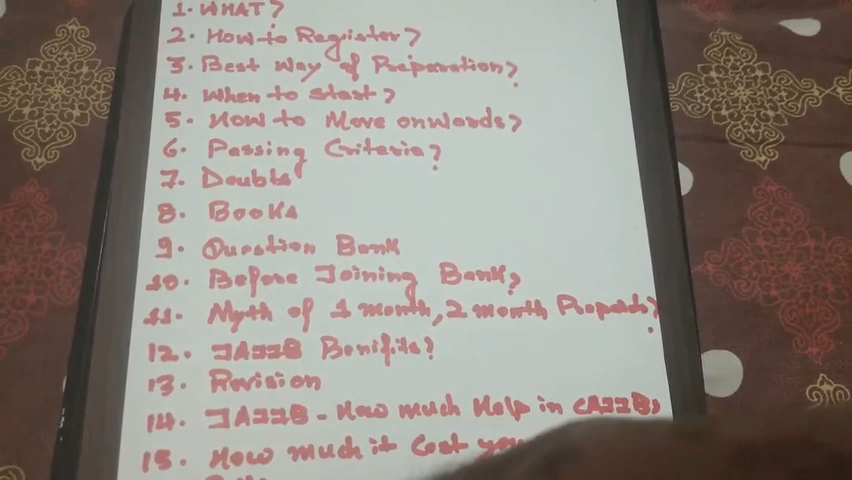 1. WHAT?
2. How to Register?
3. Best Way of Preparation?
4. When to start?
5. How to Move onwards?
6. Passing Criteria?
7. Doubts
8. Books
9. Question Bank
10. Before Joining Bank?
11. Myth of 1 month, 2 month
12. JAIIB Benifits?
13. Revision
14. JAIIB - How much Help in CAIIB?
15. How much it Cost you